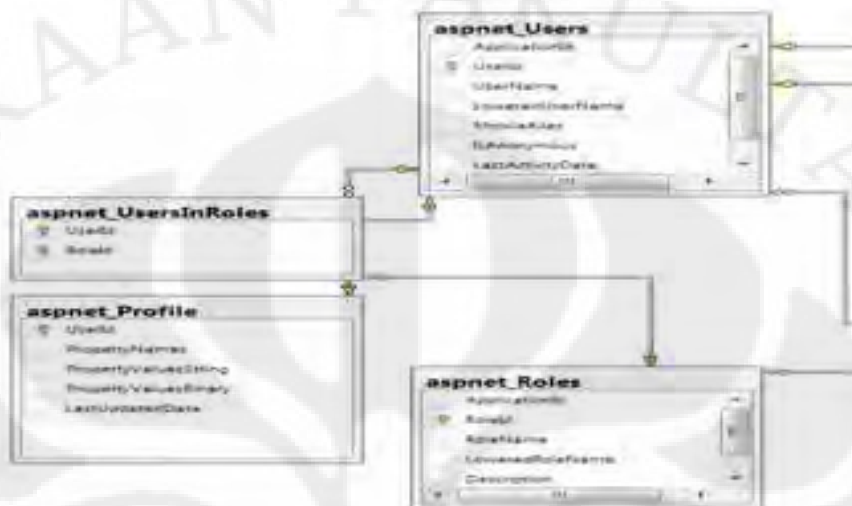 aspnet_Users
ApplicationId
UserId
UserName
LoweredUserName
MobileAlias
IsAnonymous
LastActivityDate
aspnet_UsersInRoles
UserId
RoleId
aspnet_Profile
UserId
PropertyNames
PropertyValuesString
PropertyValuesBinary
LastUpdatedDate
aspnet_Roles
ApplicationId
RoleId
RoleName
LoweredRoleName
Description